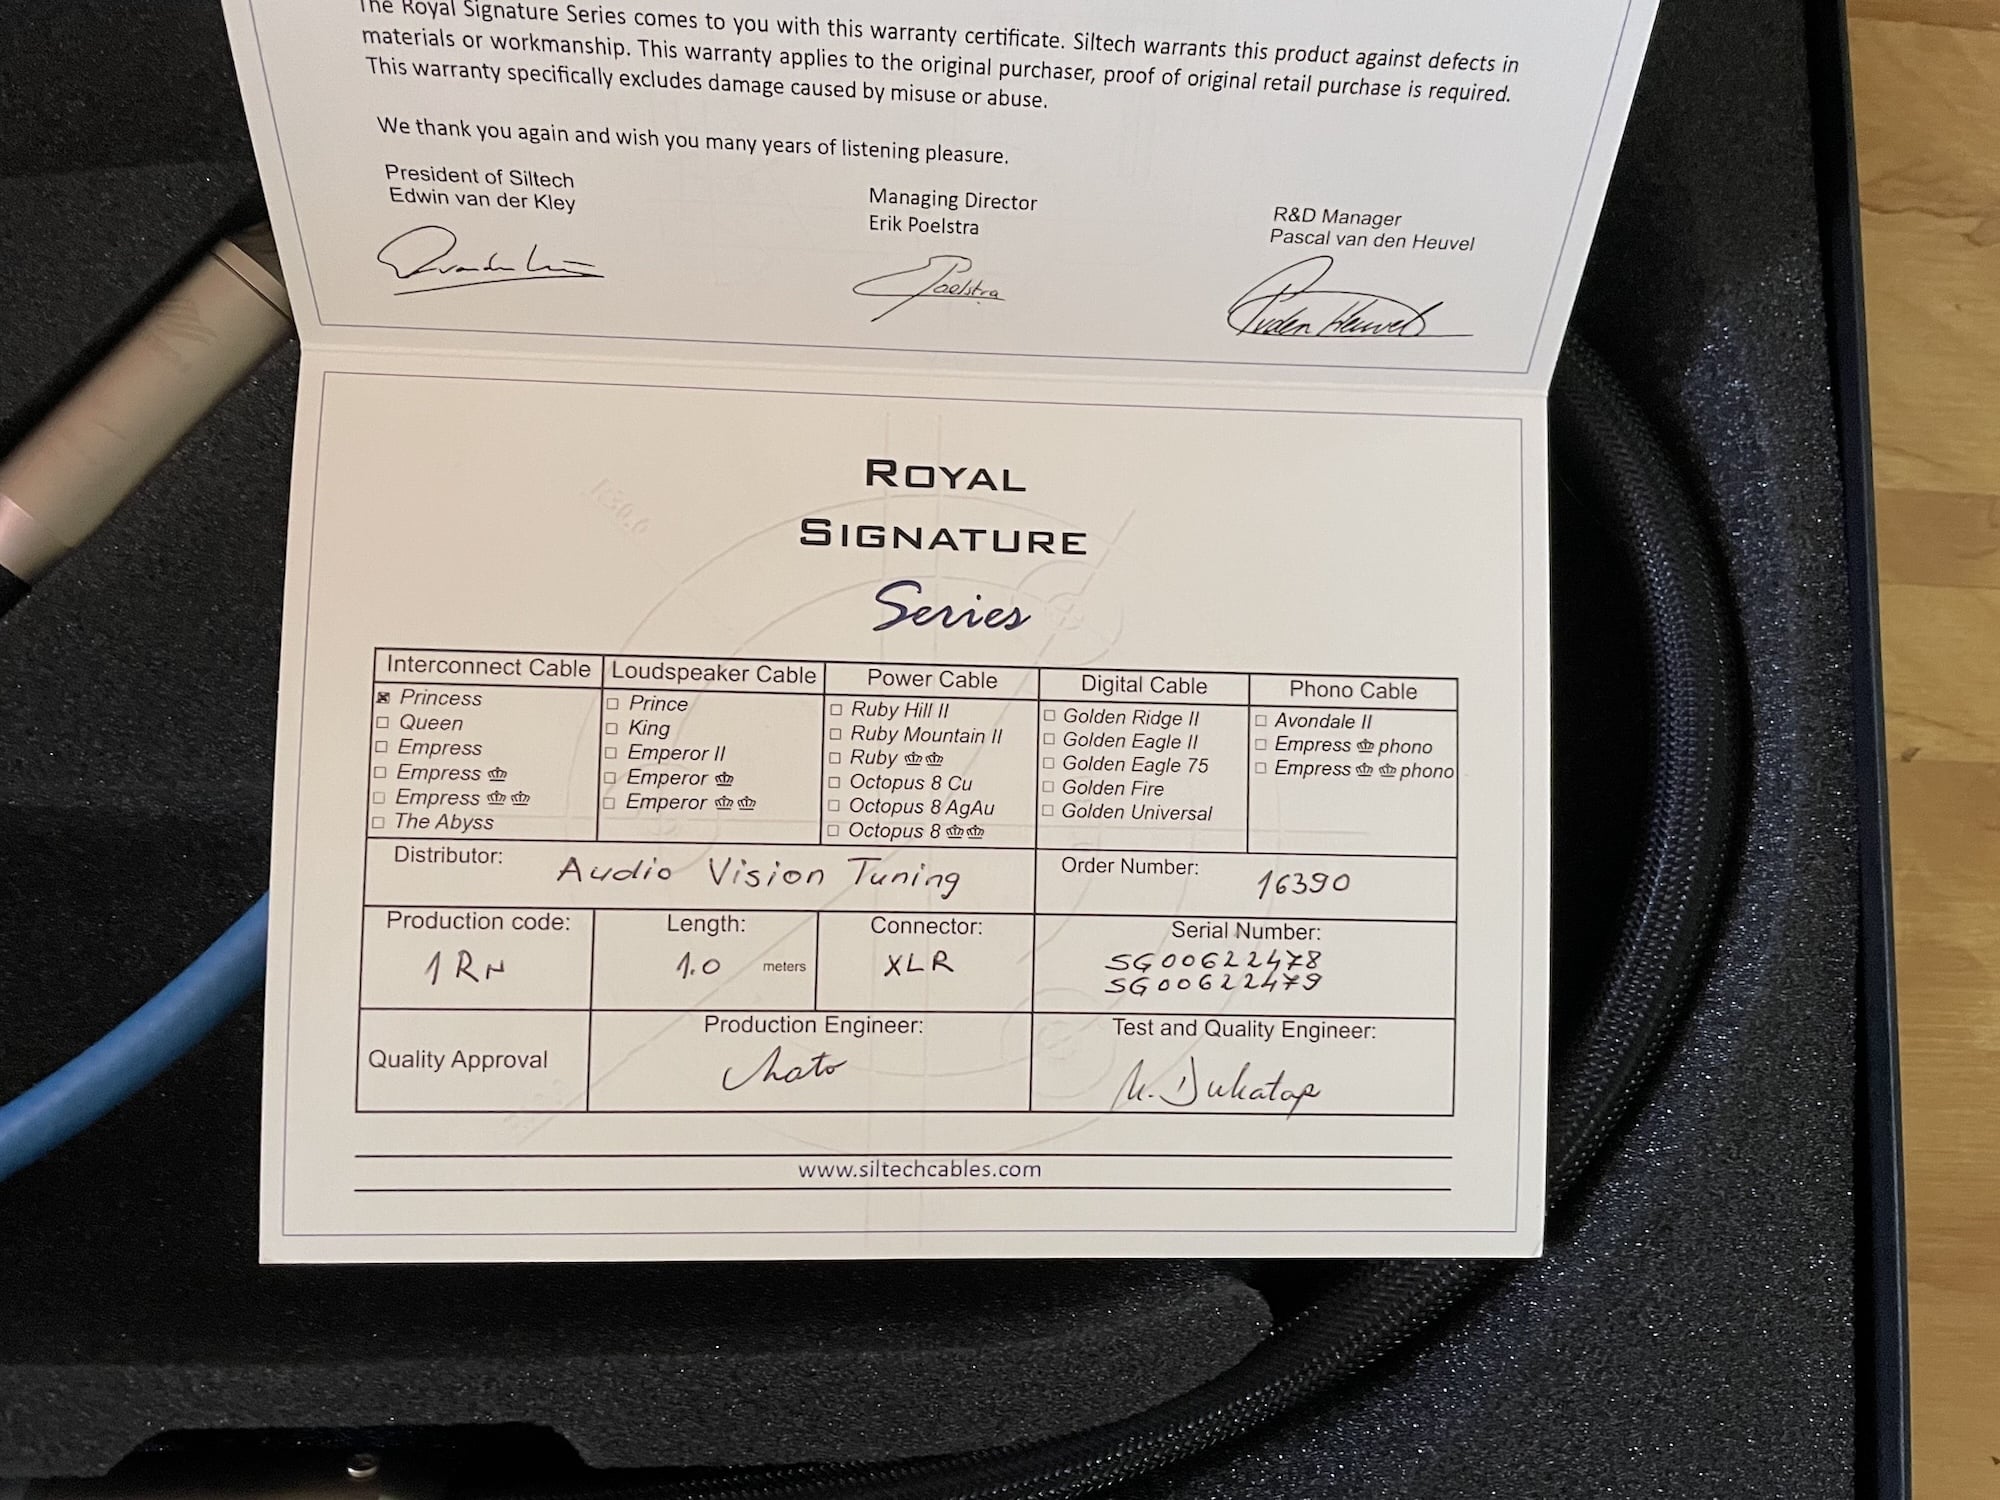 The Royal Signature Series comes to you with this warranty certificate. Siltech warrants this product against defects in
materials or workmanship. This warranty applies to the original purchaser, proof of original retail purchase is required.
This warranty specifically excludes damage caused by misuse or abuse.
We thank you again and wish you many years of listening pleasure.
President of Siltech
Edwin van der Kley
Managing Director
Erik Poelstra
Poelstra
R&D Manager
Pascal van den Heuvel
ROYAL
SIGNATURE
Series
Interconnect Cable
Princess
Queen
Empress
Empress
Empress
The Abyss
Loudspeaker Cable
Prince
King
Emperor II
Emperor
Emperor
Power Cable
Ruby Hill II
Ruby Mountain II
Ruby
Octopus 8 Cu
Octopus 8 AgAu
Octopus 8
Digital Cable
Golden Ridge II
Golden Eagle II
Golden Eagle 75
Golden Fire
Golden Universal
Phono Cable
Avondale II
Empress phono
Empress phono
Distributor: Audio Vision Tuning
Order Number: 16390
Production code:
1RN
Length:
1.0 meters
Connector:
XLR
Serial Number:
SG00622478
SG00622479
Quality Approval
Production Engineer:
Test and Quality Engineer:
www.siltechcables.com